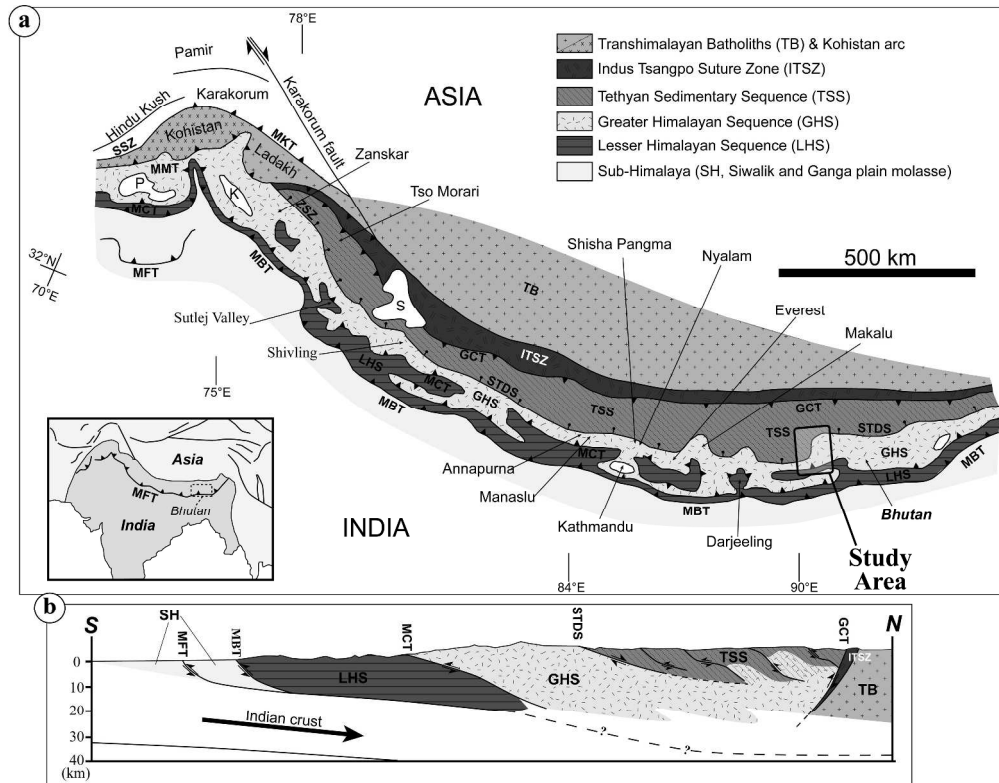 a
78°E
Pamir
Hindu Kush
Karakorum
Karakorum fault
ASIA
Transhimalayan Batholiths (TB) & Kohistan arc
Indus Tsangpo Suture Zone (ITSZ)
Tethyan Sedimentary Sequence (TSS)
Greater Himalayan Sequence (GHS)
Lesser Himalayan Sequence (LHS)
Sub-Himalaya (SH, Siwalik and Ganga plain molasse)
SSZ
Kohistan
MKT
Ladakh
Zanskar
MMT
P
K
MCT
ZSZ
Tso Morari
Shisha Pangma
Nyalam
500 km
32°N
70°E
MFT
MBT
TB
S
Everest
Makalu
Sutlej Valley
Shivling
GCT
ITSZ
75°E
LHS
MCT
STDS
GHS
TSS
GCT
MBT
TSS
STDS
GHS
MBT
LHS
MCT
Annapurna
Manaslu
Kathmandu
MBT
Darjeeling
Bhutan
Study
Area
INDIA
84°E
90°E
Asia
MFT
Bhutan
India
b
S
SH
MFT
MBT
MCT
STDS
GCT
N
0
10
20
30
40
(km)
LHS
GHS
TSS
ITSZ
TB
Indian crust
?
?